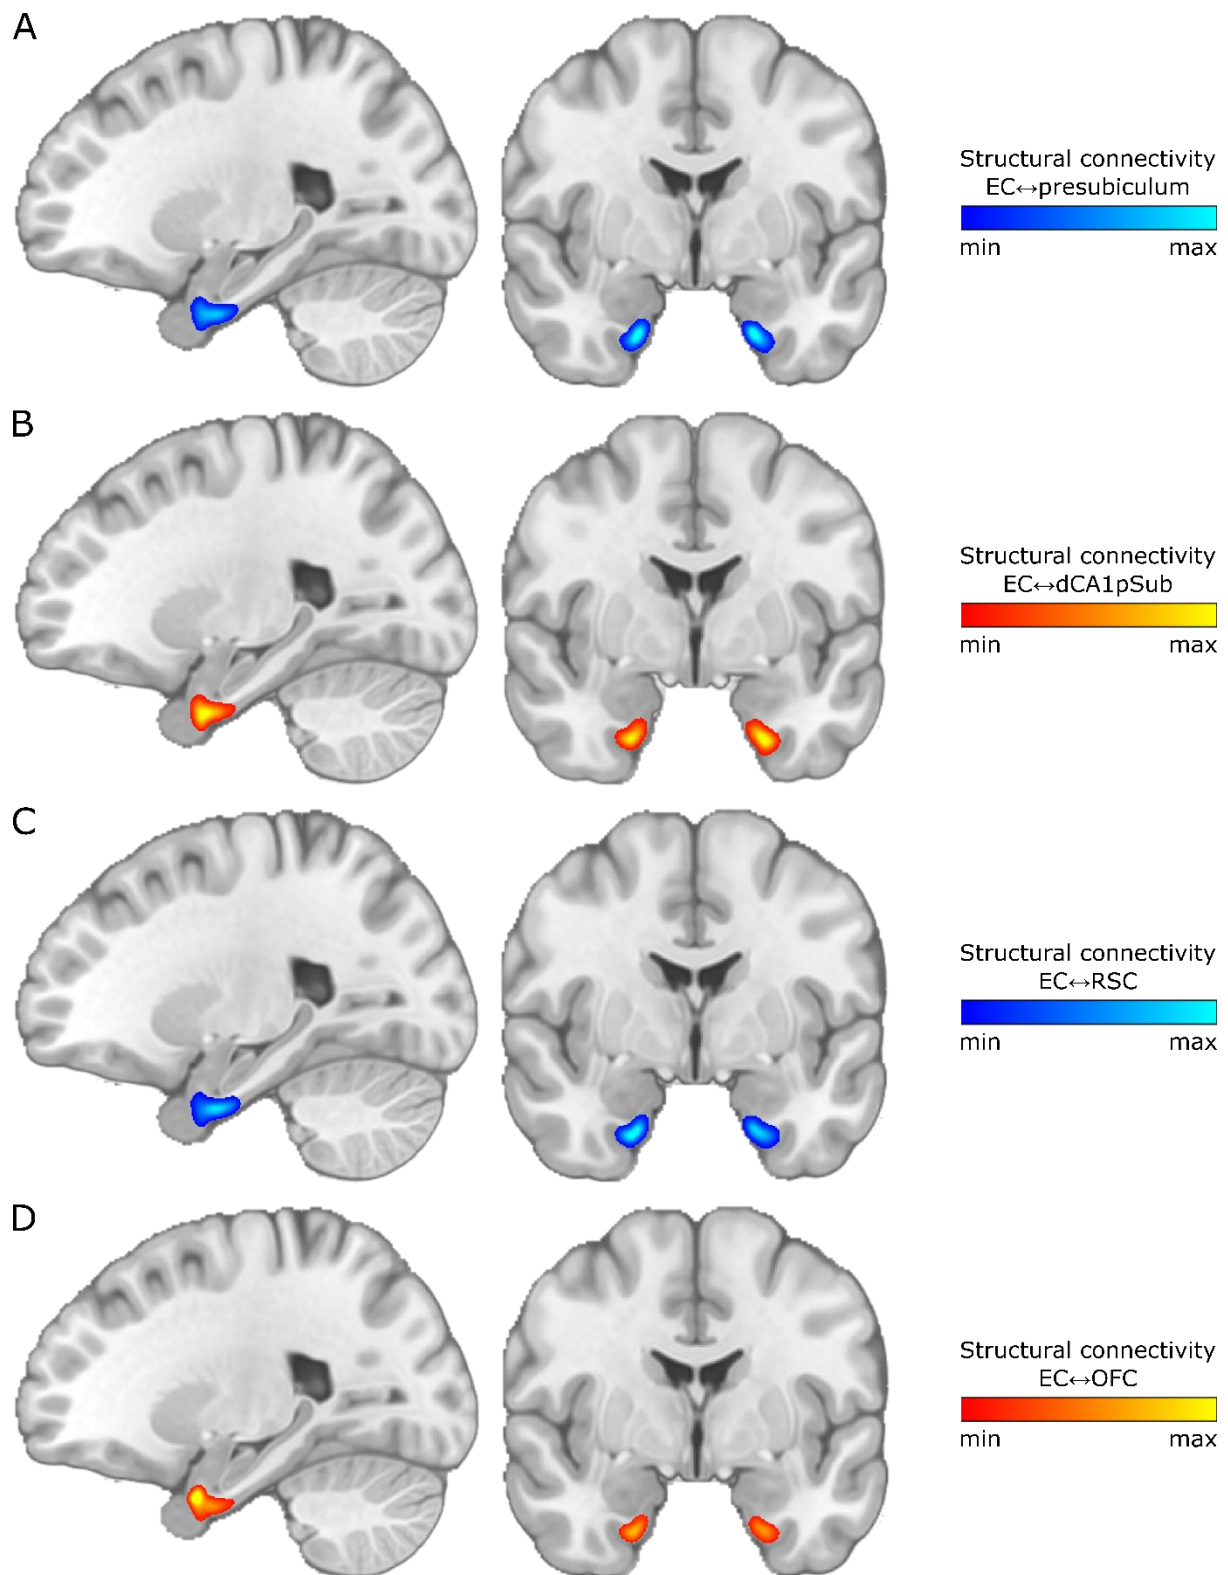 A
Structural connectivity
EC↔presubiculum
min max
B
Structural connectivity
EC↔dCA1pSub
min max
C
Structural connectivity
EC↔RSC
min max
D
Structural connectivity
EC↔OFC
min max